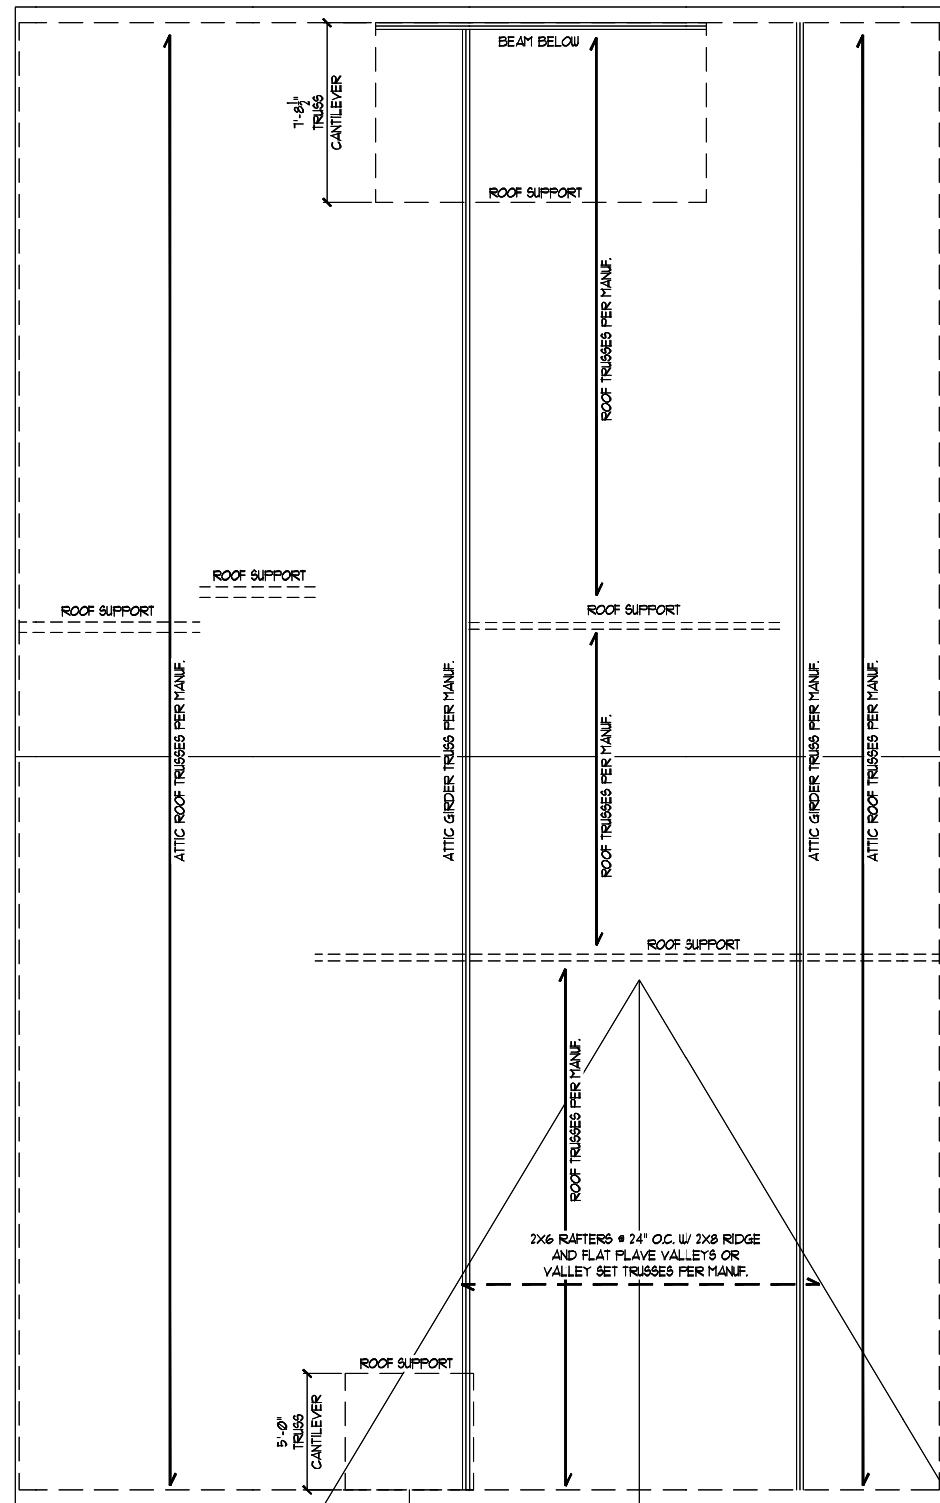 BEAM BELOW
7'-8½"
TRUSS
CANTILEVER
ROOF SUPPORT
ROOF TRUSSES PER MANUF.
ROOF SUPPORT
ROOF SUPPORT
ROOF SUPPORT
ATTIC ROOF TRUSSES PER MANUF.
ATTIC GIRDER TRUSS PER MANUF.
ROOF TRUSSES PER MANUF.
ATTIC GIRDER TRUSS PER MANUF.
ATTIC ROOF TRUSSES PER MANUF.
ROOF SUPPORT
ROOF TRUSSES PER MANUF.
2X6 RAFTERS @ 24" O.C. W/ 2X8 RIDGE
AND FLAT PLAVE VALLEYS OR
VALLEY SET TRUSSES PER MANUF.
ROOF SUPPORT
5'-0"
TRUSS
CANTILEVER